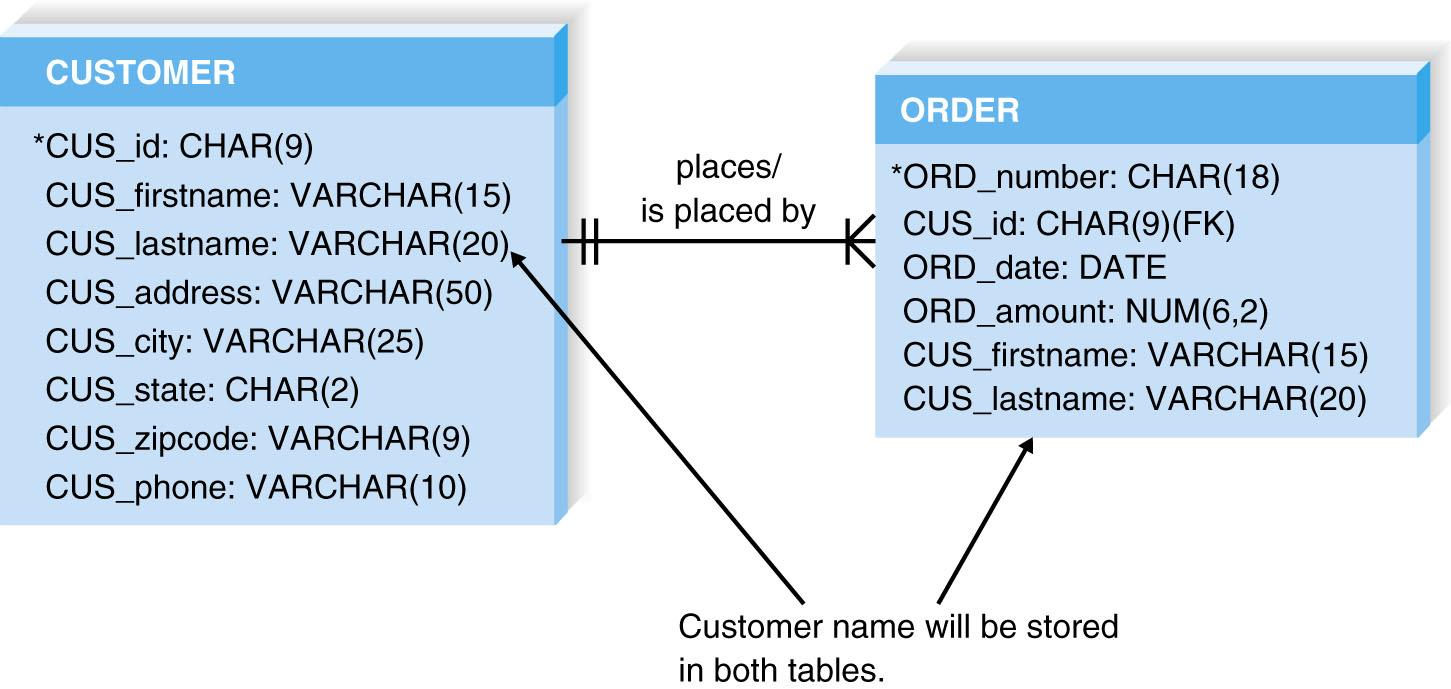 CUSTOMER
*CUS_id: CHAR(9)
CUS_firstname: VARCHAR(15)
CUS_lastname: VARCHAR(20)
CUS_address: VARCHAR(50)
CUS_city: VARCHAR(25)
CUS_state: CHAR(2)
CUS_zipcode: VARCHAR(9)
CUS_phone: VARCHAR(10)
places/
is placed by
ORDER
*ORD_number: CHAR(18)
CUS_id: CHAR(9)(FK)
ORD_date: DATE
ORD_amount: NUM(6,2)
CUS_firstname: VARCHAR(15)
CUS_lastname: VARCHAR(20)
Customer name will be stored
in both tables.